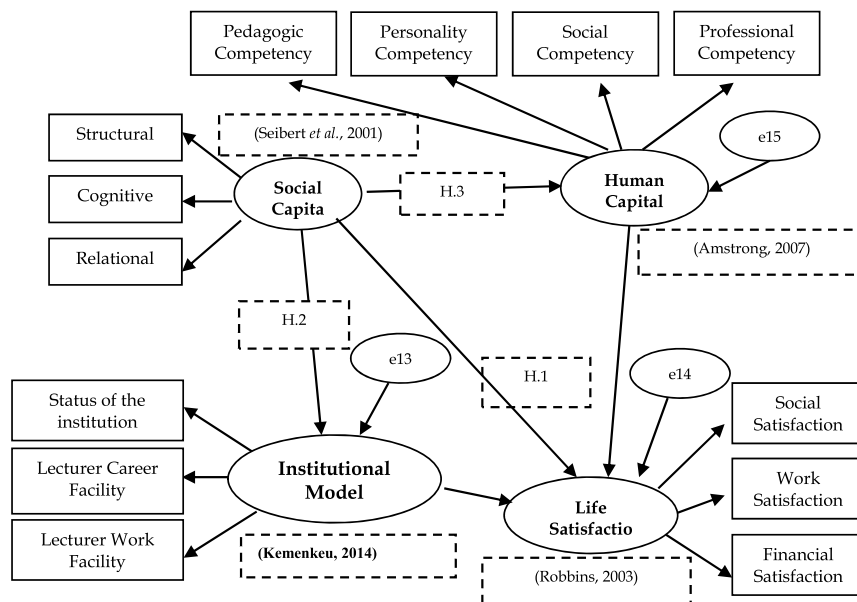 Pedagogic
Competency
Personality
Competency
Social
Competency
Professional
Competency
Structural
(Seibert et al., 2001)
e15
Social
Capita
Human
Capital
Cognitive
H.3
Relational
(Amstrong, 2007)
H.2
e13
H.1
e14
Status of the
institution
Social
Satisfaction
Lecturer Career
Facility
Institutional
Model
Work
Satisfaction
Life
Satisfactio
Lecturer Work
Facility
(Kemenkeu, 2014)
Financial
Satisfaction
(Robbins, 2003)